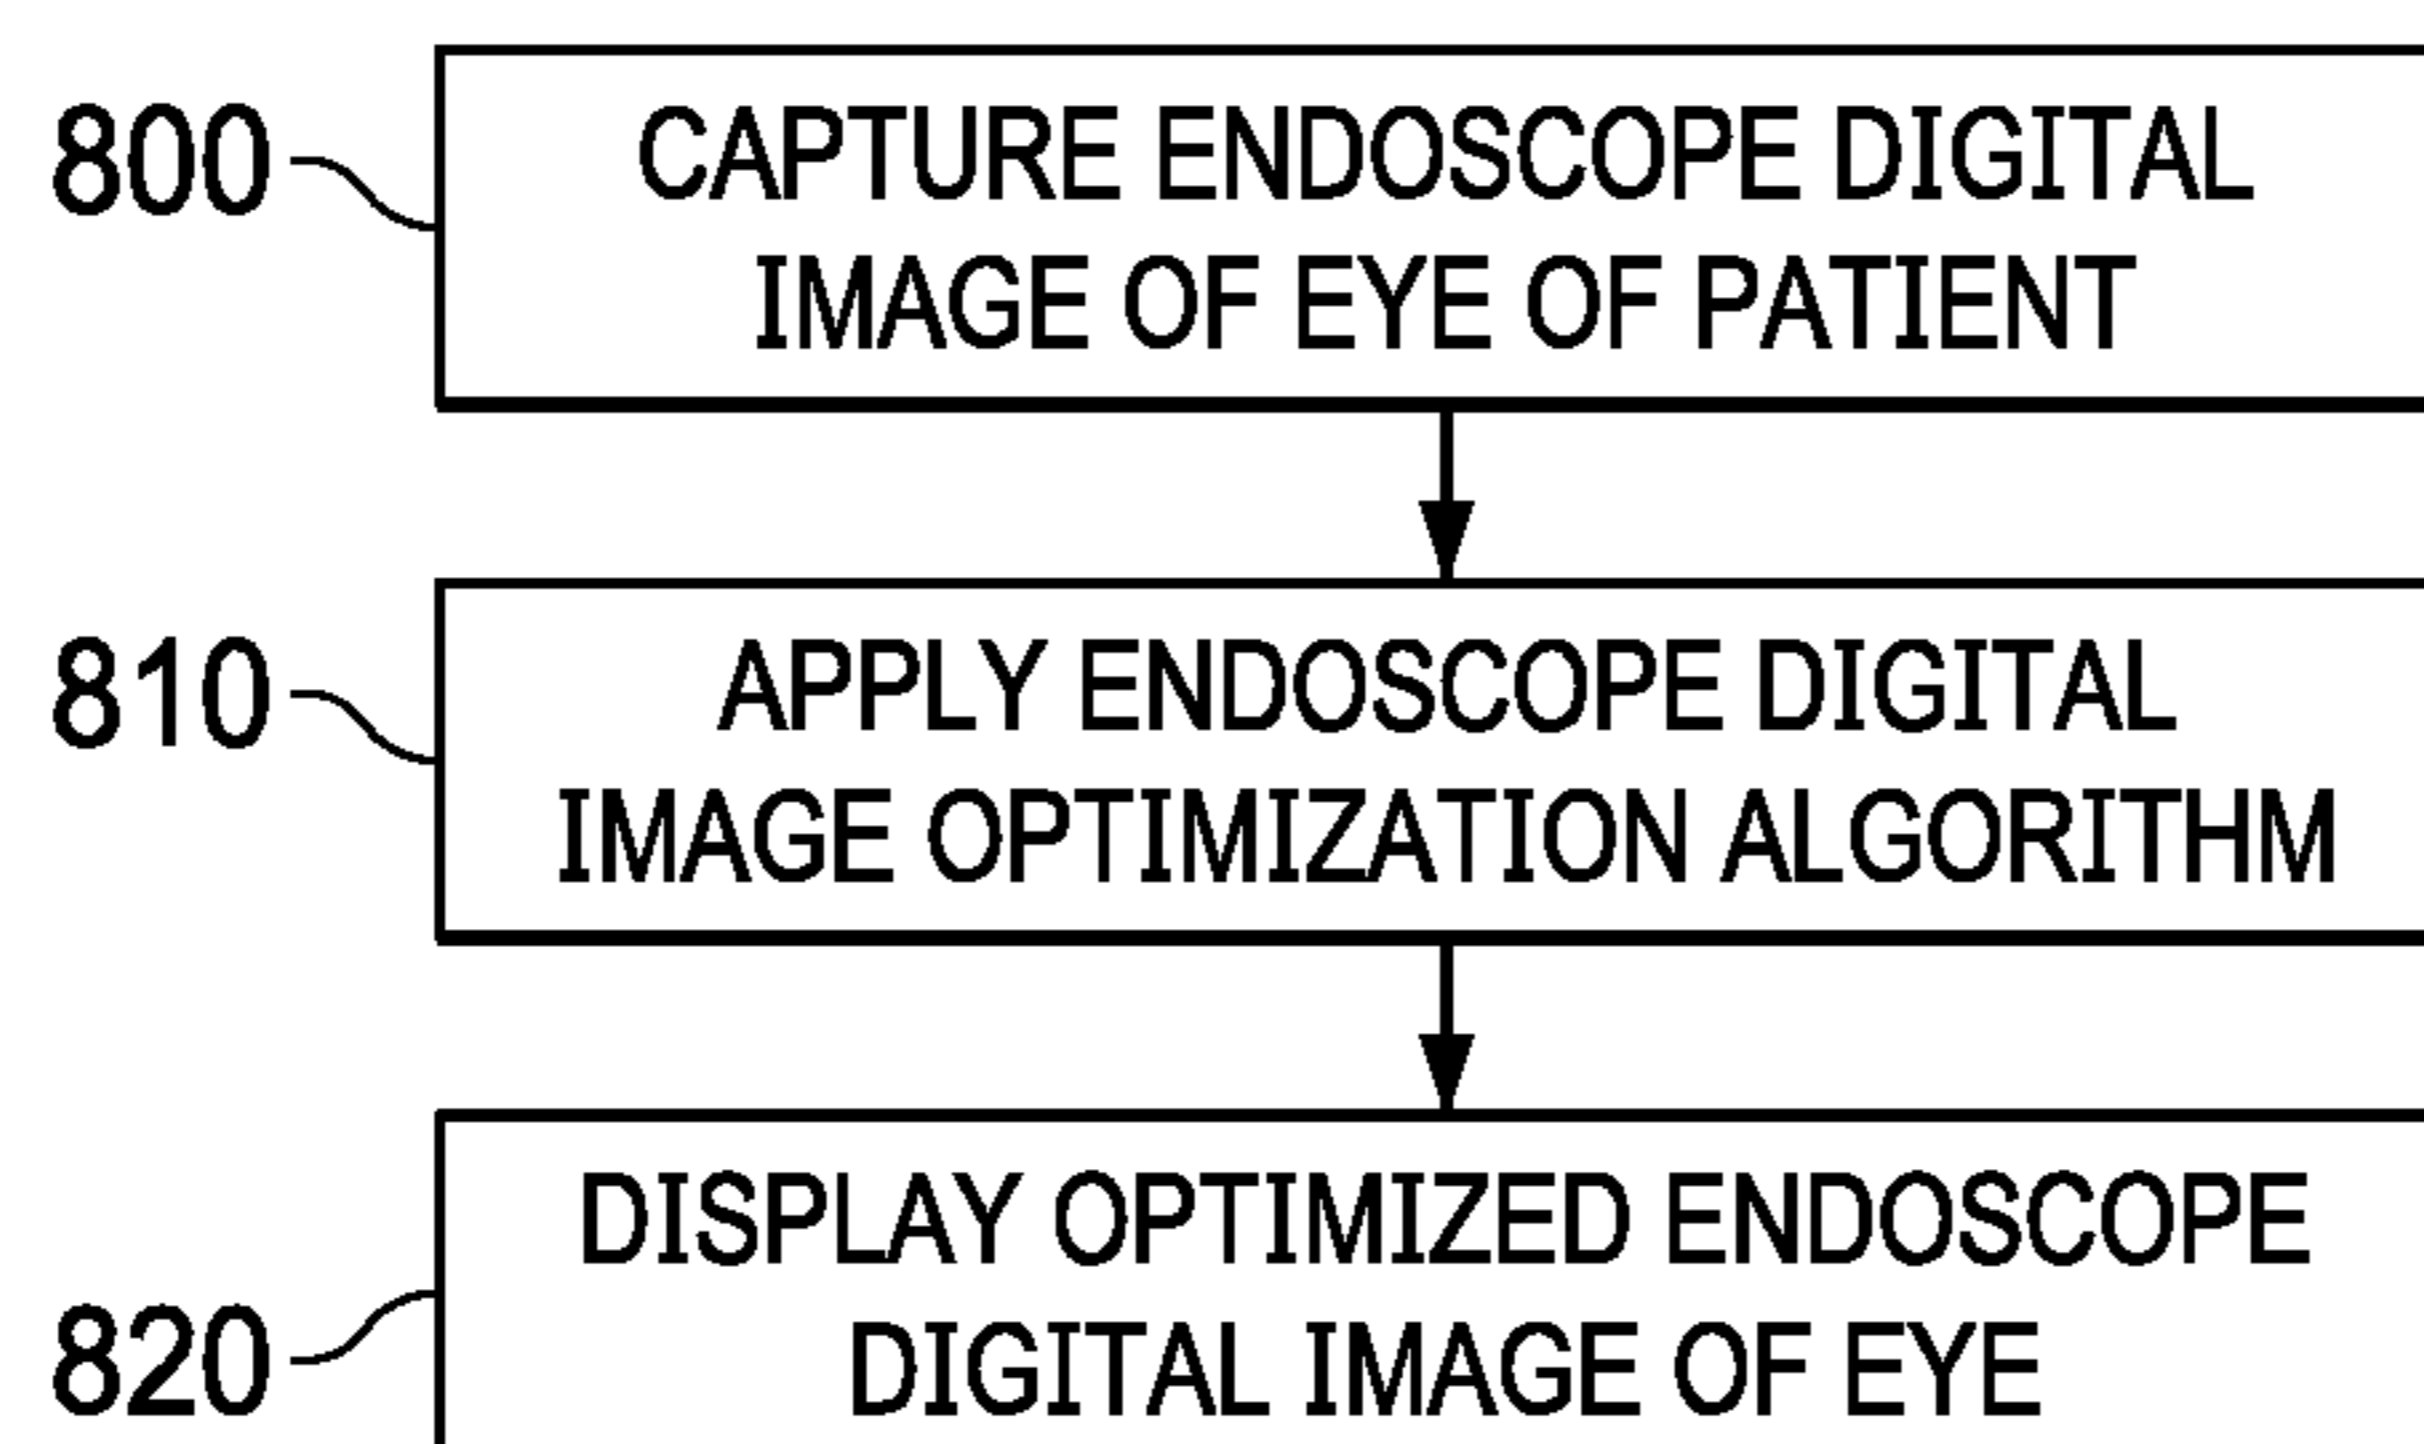 800
CAPTURE ENDOSCOPE DIGITAL
IMAGE OF EYE OF PATIENT
810
APPLY ENDOSCOPE DIGITAL
IMAGE OPTIMIZATION ALGORITHM
820
DISPLAY OPTIMIZED ENDOSCOPE
DIGITAL IMAGE OF EYE